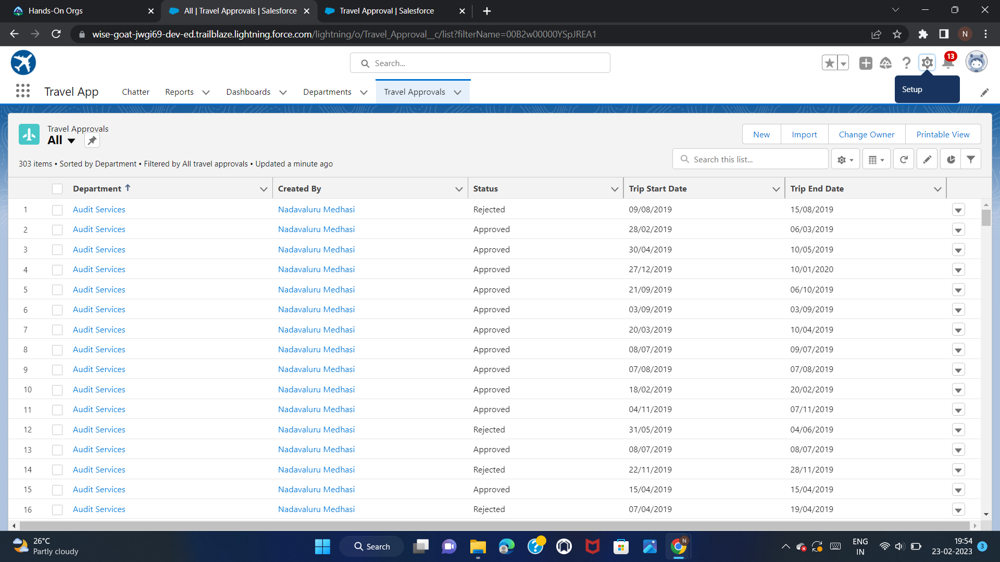 Hands-On Orgs
All | Travel Approvals | Salesforce
Travel Approval | Salesforce
wise-goat-jwgi69-dev-ed.trailblaze.lightning.force.com/lightning/o/Travel_Approval__c/list?filterName=00B2w00000YSpJREA1
N
Search...
13
Travel App
Chatter
Reports
Dashboards
Departments
Travel Approvals
Setup
Travel Approvals
All
New
Import
Change Owner
Printable View
303 items • Sorted by Department • Filtered by All travel approvals • Updated a minute ago
Search this list...
Department Created By Status Trip Start Date Trip End Date
1 Audit Services Nadavaluru Medhasi Rejected 09/08/2019 15/08/2019
2 Audit Services Nadavaluru Medhasi Approved 28/02/2019 06/03/2019
3 Audit Services Nadavaluru Medhasi Approved 30/04/2019 10/05/2019
4 Audit Services Nadavaluru Medhasi Approved 27/12/2019 10/01/2020
5 Audit Services Nadavaluru Medhasi Approved 21/09/2019 06/10/2019
6 Audit Services Nadavaluru Medhasi Approved 03/09/2019 03/09/2019
7 Audit Services Nadavaluru Medhasi Approved 20/03/2019 10/04/2019
8 Audit Services Nadavaluru Medhasi Approved 08/07/2019 09/07/2019
9 Audit Services Nadavaluru Medhasi Approved 07/08/2019 07/08/2019
10 Audit Services Nadavaluru Medhasi Approved 18/02/2019 20/02/2019
11 Audit Services Nadavaluru Medhasi Approved 04/11/2019 07/11/2019
12 Audit Services Nadavaluru Medhasi Rejected 31/05/2019 04/06/2019
13 Audit Services Nadavaluru Medhasi Approved 08/07/2019 08/07/2019
14 Audit Services Nadavaluru Medhasi Rejected 22/11/2019 28/11/2019
15 Audit Services Nadavaluru Medhasi Approved 15/04/2019 15/04/2019
16 Audit Services Nadavaluru Medhasi Rejected 07/04/2019 19/04/2019
26°C
Partly cloudy
Search
N
ENG
IN
19:54
23-02-2023
3